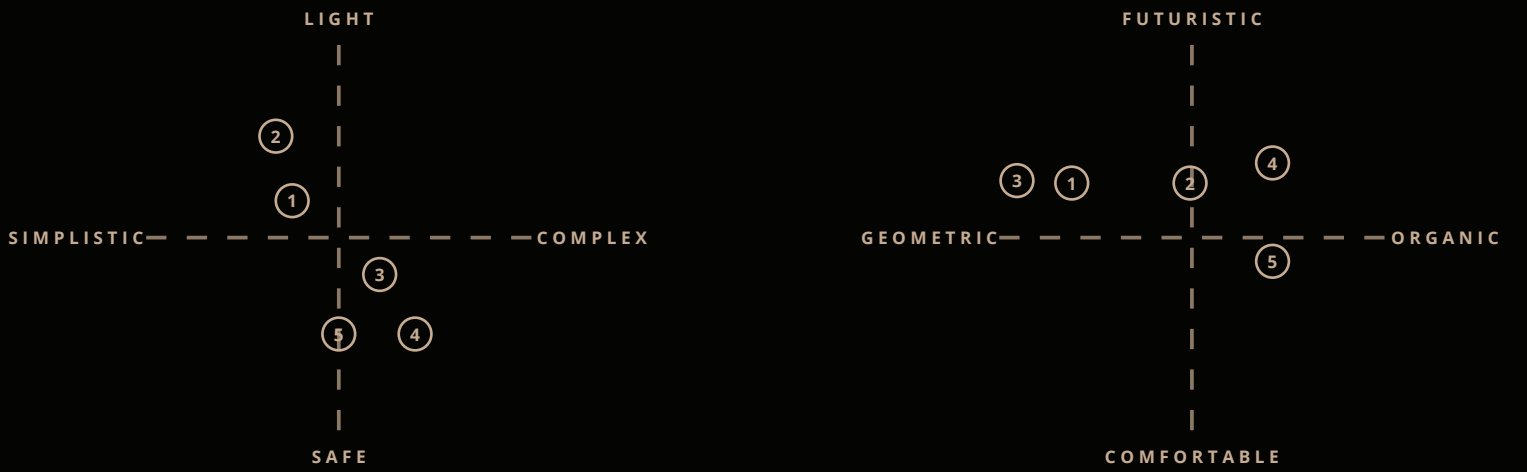 LIGHT
FUTURISTIC
2
4
3
1
2
1
SIMPLISTIC
COMPLEX
GEOMETRIC
ORGANIC
3
5
5
4
SAFE
COMFORTABLE